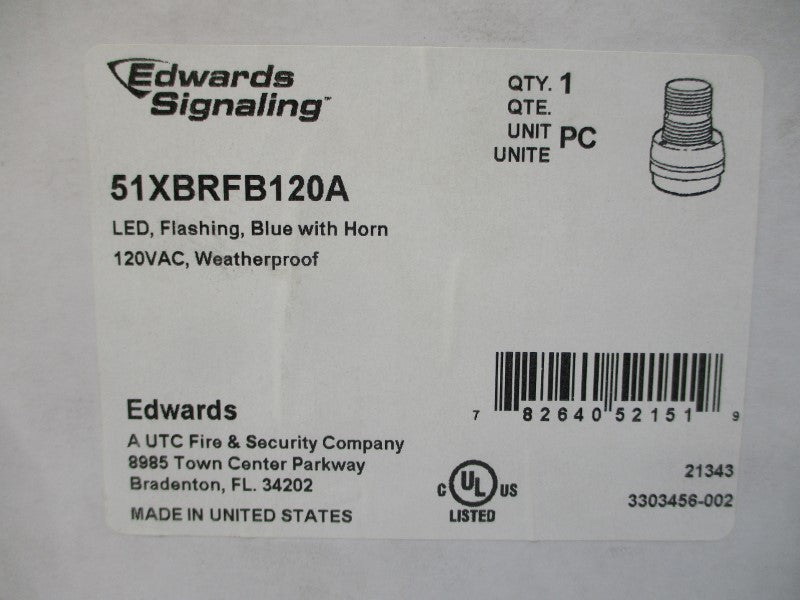 Edwards
Signaling™
QTY. 1
QTE.
UNIT PC
UNITE
51XBRFB120A
LED, Flashing, Blue with Horn
120VAC, Weatherproof
7 82640 52151 9
Edwards
A UTC Fire & Security Company
8985 Town Center Parkway
Bradenton, FL. 34202
MADE IN UNITED STATES
C UL US
LISTED
21343
3303456-002